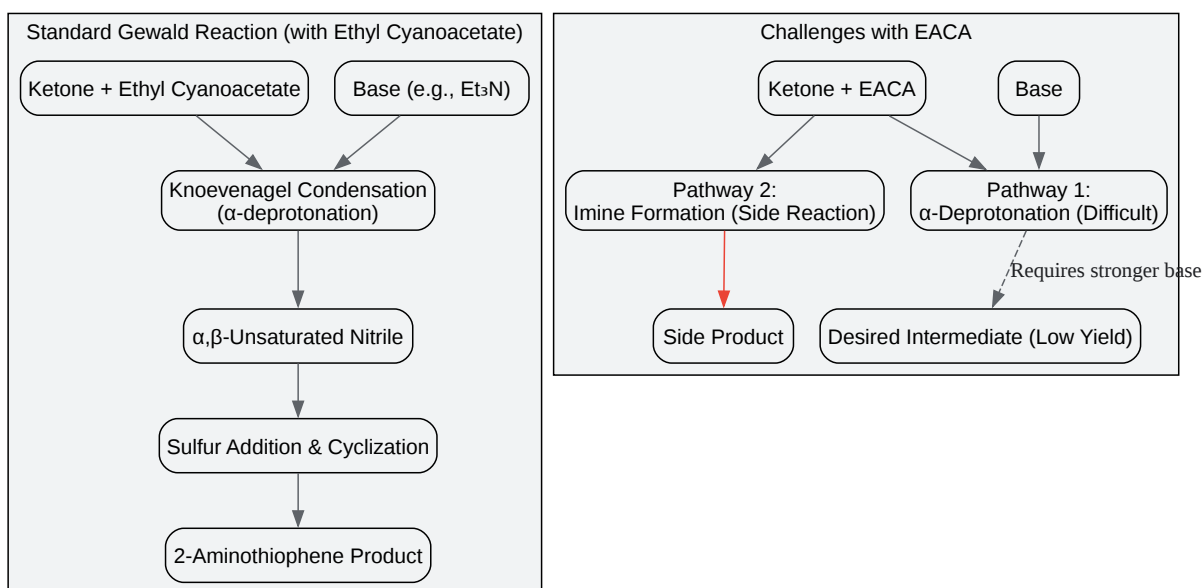 Standard Gewald Reaction (with Ethyl Cyanoacetate)
Ketone + Ethyl Cyanoacetate
Base (e.g., Et₃N)
Knoevenagel Condensation
(α-deprotonation)
α,β-Unsaturated Nitrile
Sulfur Addition & Cyclization
2-Aminothiophene Product
Challenges with EACA
Ketone + EACA
Base
Pathway 2:
Imine Formation (Side Reaction)
Pathway 1:
α-Deprotonation (Difficult)
Requires stronger base
Side Product
Desired Intermediate (Low Yield)